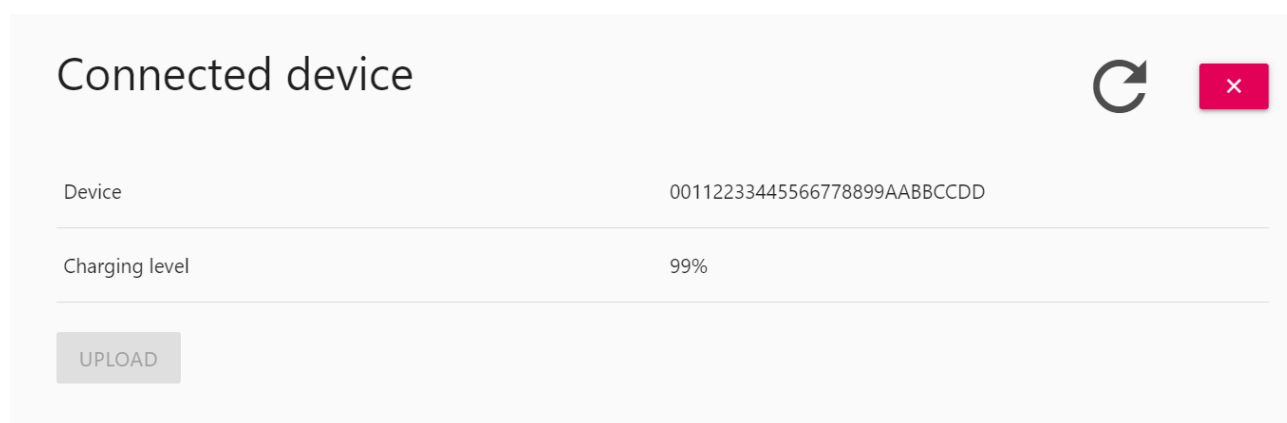 Connected device
Device 00112233445566778899AABBCCDD
Charging level 99%
UPLOAD